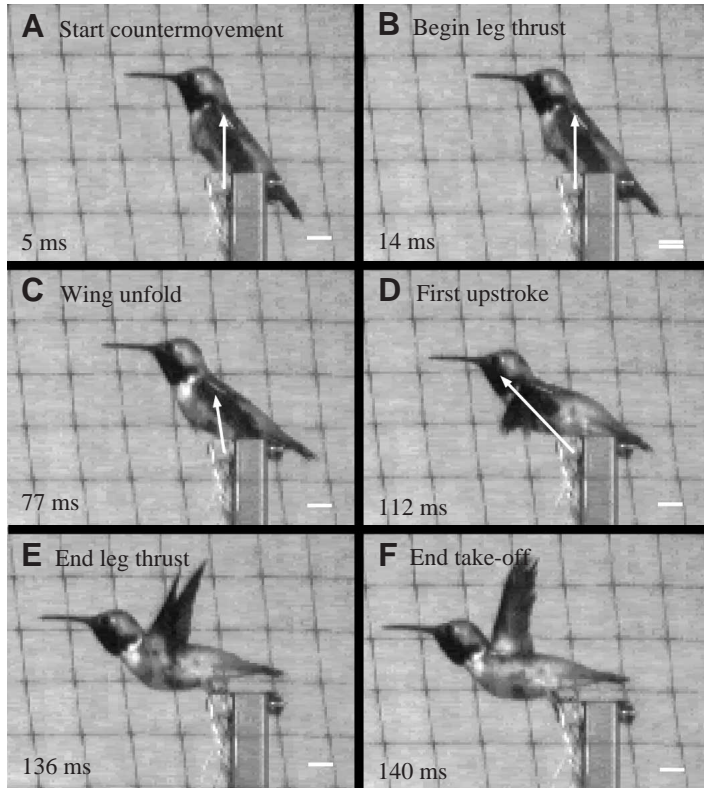 A Start countermovement
5 ms
B Begin leg thrust
14 ms
C Wing unfold
77 ms
D First upstroke
112 ms
E End leg thrust
136 ms
F End take-off
140 ms